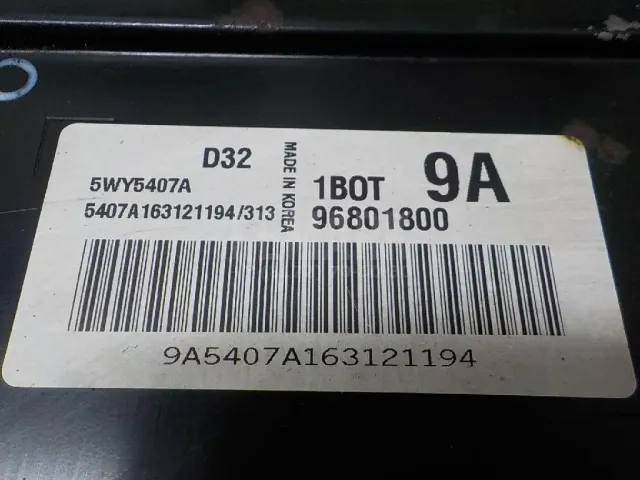 D32
5WY5407A
5407A163121194/313
MADE IN KOREA
1BOT 9A
96801800
9A5407A163121194